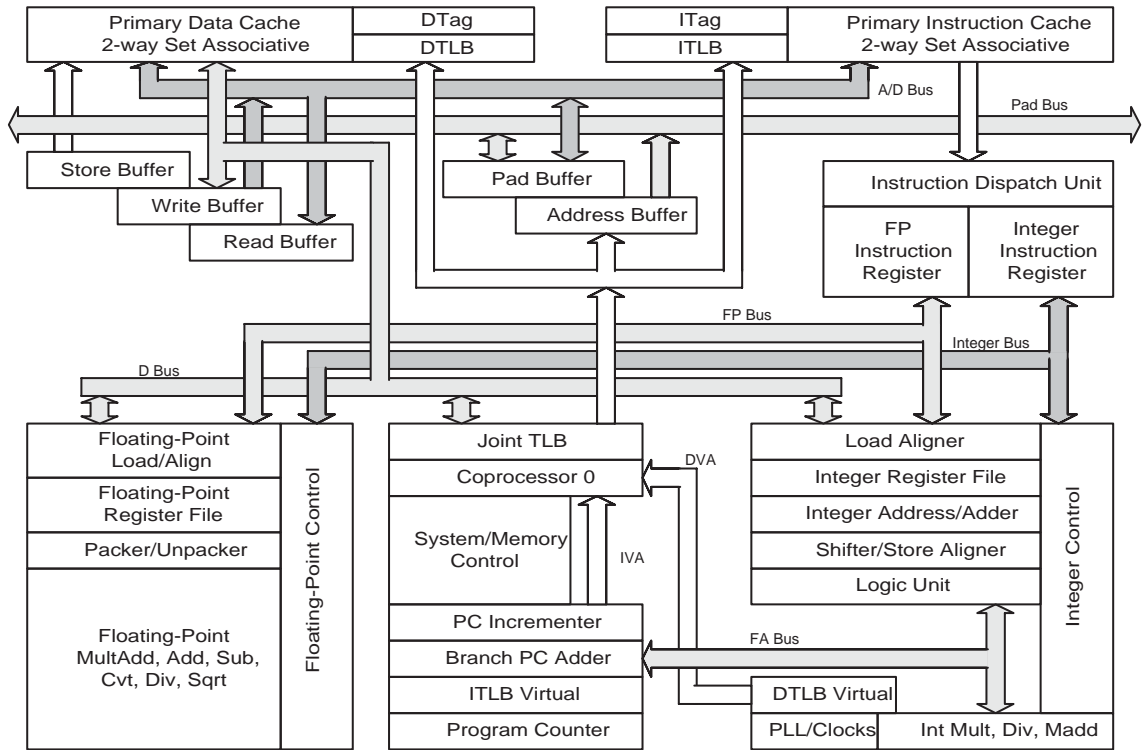 Primary Data Cache
2-way Set Associative
DTag
DTLB
ITag
ITLB
Primary Instruction Cache
2-way Set Associative
A/D Bus
Pad Bus
Store Buffer
Write Buffer
Read Buffer
Pad Buffer
Address Buffer
Instruction Dispatch Unit
FP
Instruction
Register
Integer
Instruction
Register
FP Bus
Integer Bus
D Bus
Floating-Point
Load/Align
Floating-Point
Register File
Packer/Unpacker
Floating-Point
MultAdd, Add, Sub,
Cvt, Div, Sqrt
Floating-Point Control
Joint TLB
Coprocessor 0
System/Memory
Control
PC Incrementer
Branch PC Adder
ITLB Virtual
Program Counter
DVA
IVA
FA Bus
Load Aligner
Integer Register File
Integer Address/Adder
Shifter/Store Aligner
Logic Unit
Integer Control
DTLB Virtual
PLL/Clocks
Int Mult, Div, Madd